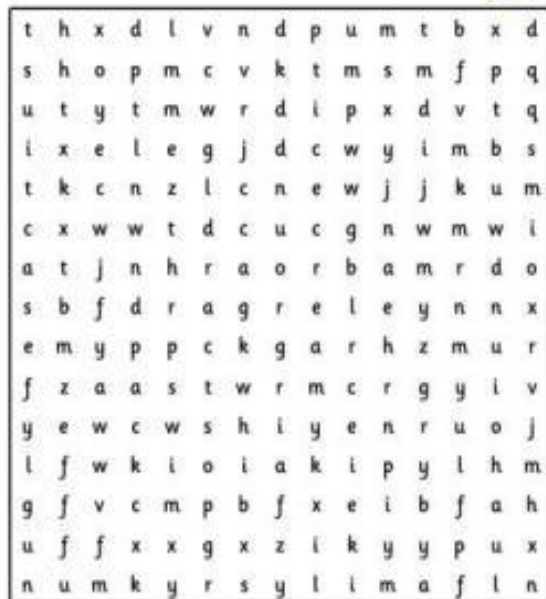 t h x d l v n d p u m t b x d
s h o p m c v k t m s m f p q
u t y t m w r d i p x d v t q
i x e l e g j d c w y i m b s
t k c n z l c n e w j j k u m
c x w w t d c u c g n w m w i
a t j n h r a o r b a m r d o
s b f d r a g r e l e y n n x
e m y p p c k g a r h z m u r
f z a a s t w r m c r g y i v
y e w c w s h i y e n r u o j
l f w k i o i a k i p y l h m
g f v c m p b f x e i b f a h
u f f x x g x z i k y y p u x
n u m k y r s y l i m a f l n